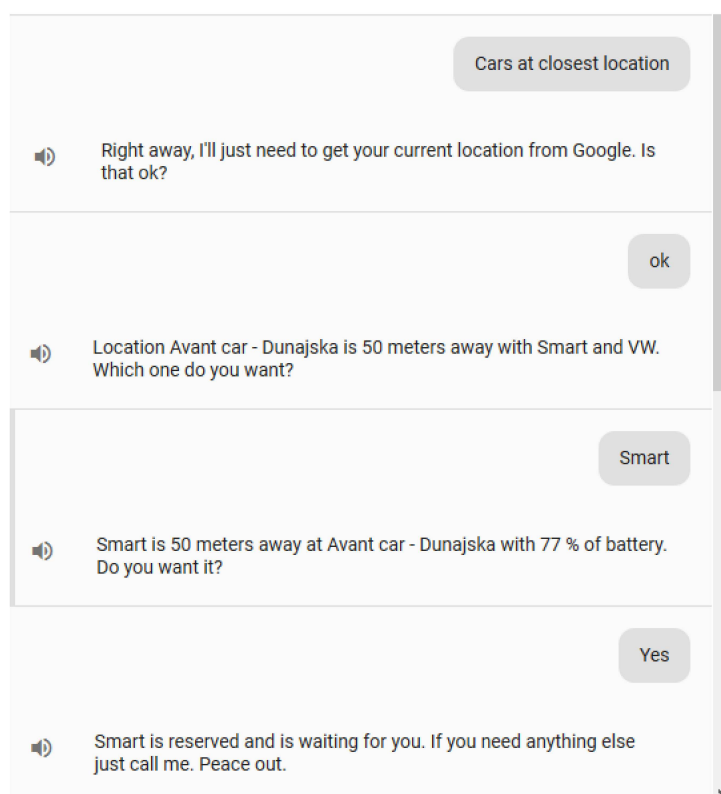 Cars at closest location
Right away, I'll just need to get your current location from Google. Is
that ok?
ok
Location Avant car - Dunajska is 50 meters away with Smart and VW.
Which one do you want?
Smart
Smart is 50 meters away at Avant car - Dunajska with 77 % of battery.
Do you want it?
Yes
Smart is reserved and is waiting for you. If you need anything else
just call me. Peace out.